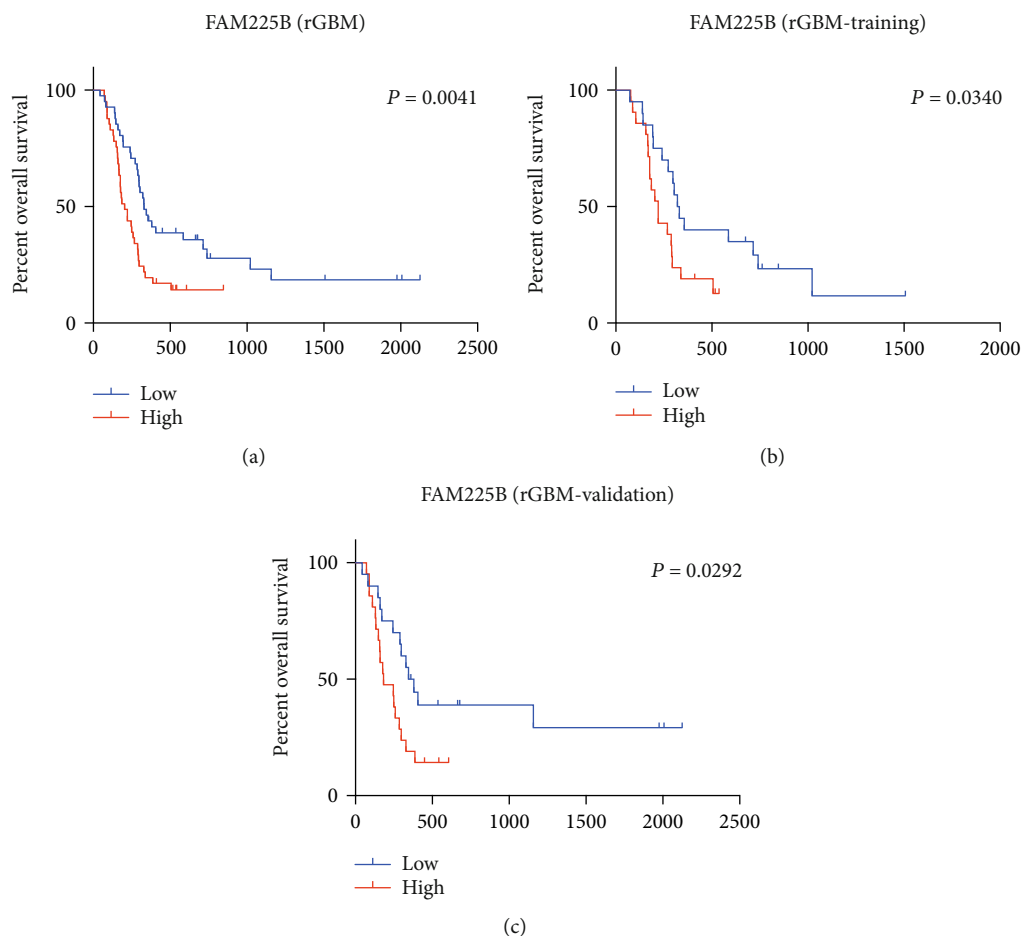 FAM225B (rGBM)
P = 0.0041
Percent overall survival
100
50
0
0 500 1000 1500 2000 2500
Low
High
(a)
FAM225B (rGBM-training)
P = 0.0340
Percent overall survival
100
50
0
0 500 1000 1500 2000
Low
High
(b)
FAM225B (rGBM-validation)
P = 0.0292
Percent overall survival
100
50
0
0 500 1000 1500 2000 2500
Low
High
(c)